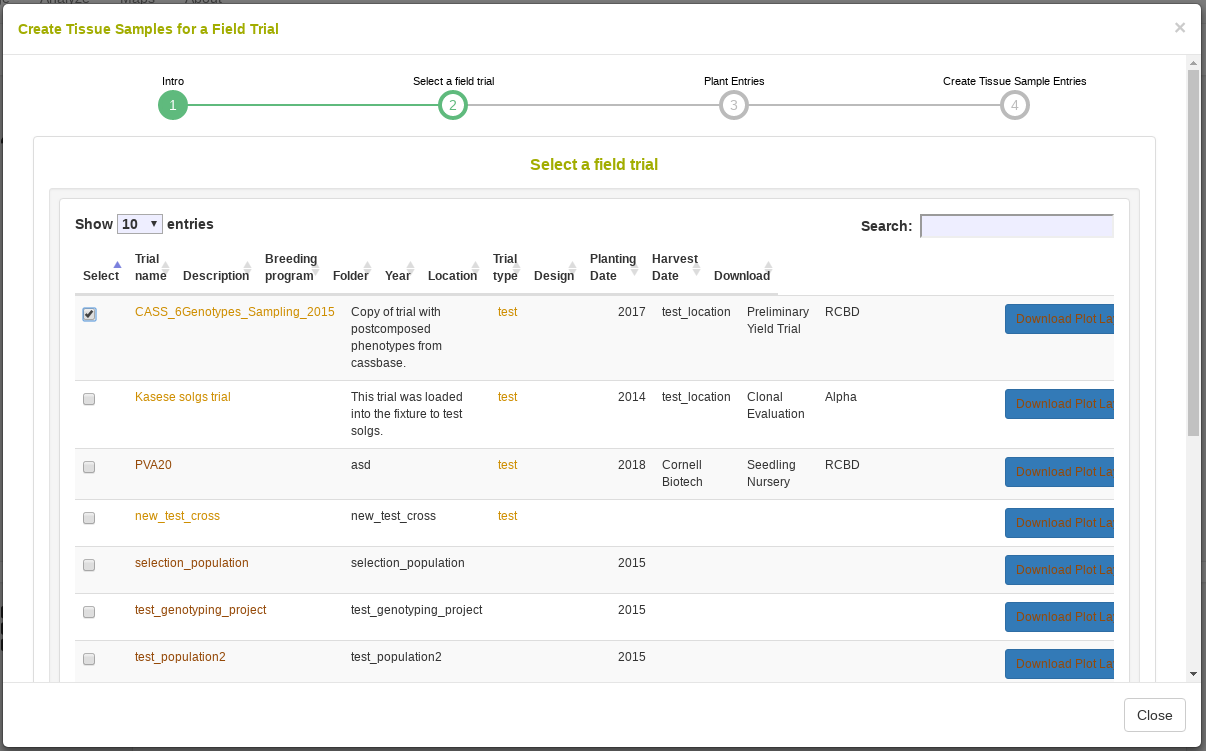 Analyze Maps About
Create Tissue Samples for a Field Trial
×
Intro
Select a field trial
Plant Entries
Create Tissue Sample Entries
1
2
3
4
Select a field trial
Show 10 entries
Search:
Select
Trial name
Description
Breeding program
Folder
Year
Location
Trial type
Design
Planting Date
Harvest Date
Download
CASS_6Genotypes_Sampling_2015
Copy of trial with
postcomposed
phenotypes from
cassbase.
test
2017
test_location
Preliminary
Yield Trial
RCBD
Download Plot La
Kasese solgs trial
This trial was loaded
into the fixture to test
solgs.
test
2014
test_location
Clonal
Evaluation
Alpha
Download Plot La
PVA20
asd
test
2018
Cornell
Biotech
Seedling
Nursery
RCBD
Download Plot La
new_test_cross
new_test_cross
test
Download Plot La
selection_population
selection_population
2015
Download Plot La
test_genotyping_project
test_genotyping_project
2015
Download Plot La
test_population2
test_population2
2015
Download Plot La
Close